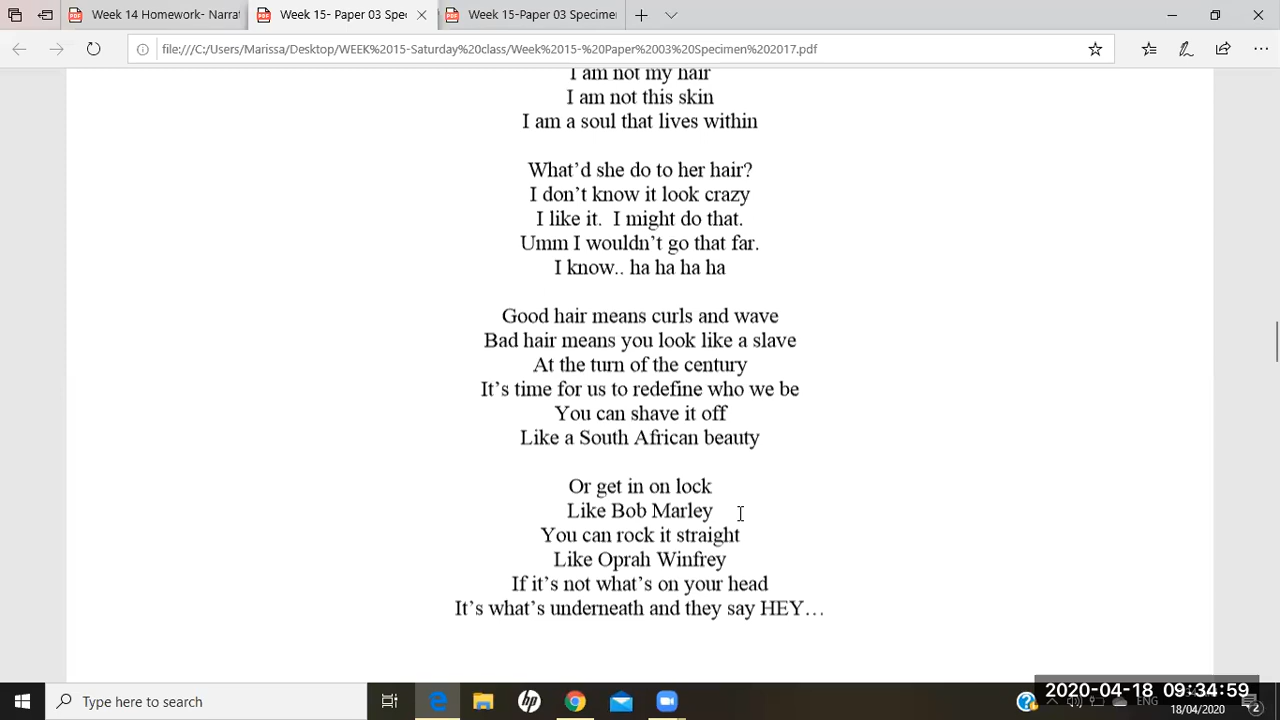 Week 14 Homework- Narrat
Week 15- Paper 03 Spec
Week 15-Paper 03 Specimen
file:///C:/Users/Marissa/Desktop/WEEK%2015-Saturday%20class/Week%2015-%20Paper%2003%20Specimen%202017.pdf
I am not my hair
I am not this skin
I am a soul that lives within
What'd she do to her hair?
I don't know it look crazy
I like it. I might do that.
Umm I wouldn't go that far.
I know.. ha ha ha ha
Good hair means curls and wave
Bad hair means you look like a slave
At the turn of the century
It's time for us to redefine who we be
You can shave it off
Like a South African beauty
Or get in on lock
Like Bob Marley
You can rock it straight
Like Oprah Winfrey
If it's not what's on your head
It's what's underneath and they say HEY…
Type here to search
2020-04-18 09:34:59
ENG
18/04/2020